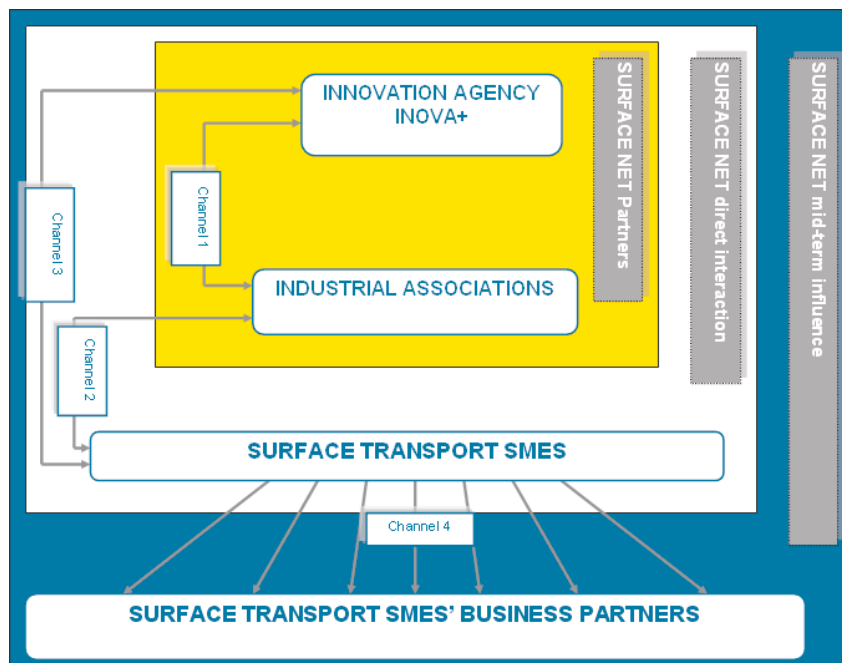 INNOVATION AGENCY
INOVA+
SURFACE NET Partners
SURFACE NET direct interaction
SURFACE NET mid-term influence
Channel 1
Channel 3
INDUSTRIAL ASSOCIATIONS
Channel 2
SURFACE TRANSPORT SMES
Channel 4
SURFACE TRANSPORT SMES’ BUSINESS PARTNERS